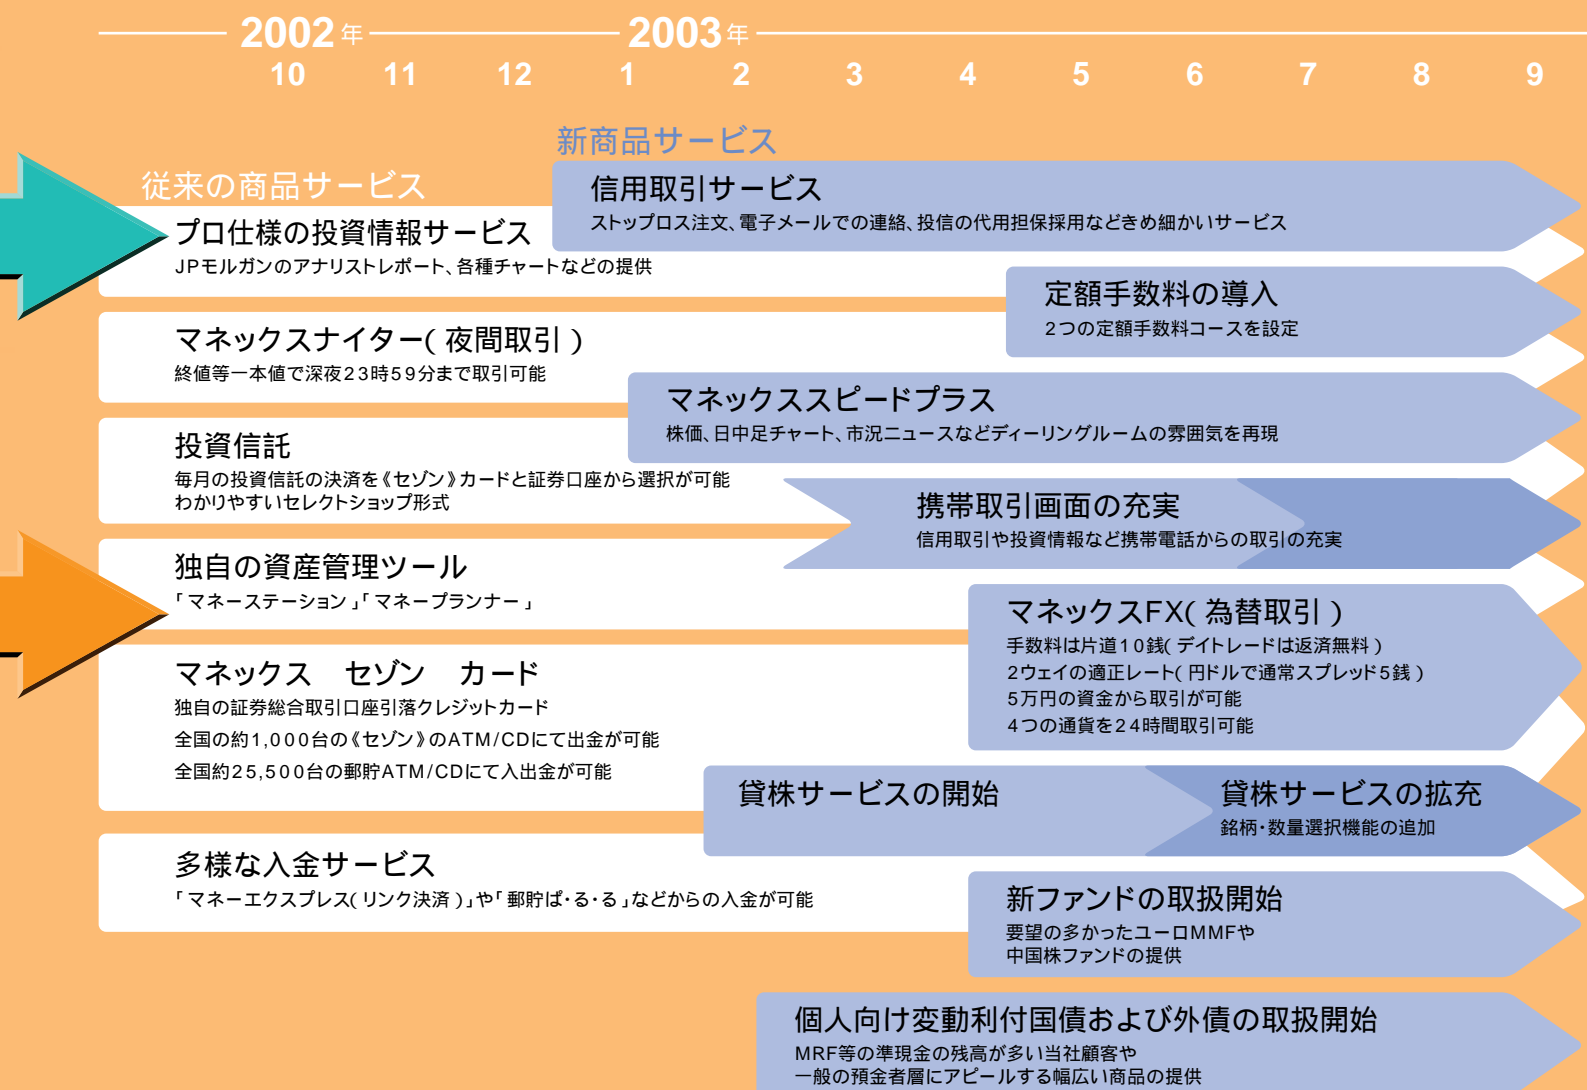 2002年
2003年
10 11 12 1 2 3 4 5 6 7 8 9
新商品サービス
従来の商品サービス
信用取引サービス
ストップロス注文、電子メールでの連絡、投信の代用担保採用などきめ細かいサービス
プロ仕様の投資情報サービス
JPモルガンのアナリストレポート、各種チャートなどの提供
定額手数料の導入
2つの定額手数料コースを設定
マネックスナイター(夜間取引)
終値等一本値で深夜23時59分まで取引可能
マネックススピードプラス
株価、日中足チャート、市況ニュースなどディーリングルームの雰囲気を再現
投資信託
毎月の投資信託の決済を《セゾン》カードと証券口座から選択が可能
わかりやすいセレクトショップ形式
携帯取引画面の充実
信用取引や投資情報など携帯電話からの取引の充実
独自の資産管理ツール
「マネーステーション」「マネープランナー」
マネックスFX(為替取引)
手数料は片道10銭(デイトレードは返済無料)
2ウェイの適正レート(円ドルで通常スプレッド5銭)
5万円の資金から取引が可能
4つの通貨を24時間取引可能
マネックス セゾン カード
独自の証券総合取引口座引落クレジットカード
全国の約1,000台の《セゾン》のATM/CDにて出金が可能
全国約25,500台の郵貯ATM/CDにて入出金が可能
貸株サービスの開始
貸株サービスの拡充
銘柄・数量選択機能の追加
多様な入金サービス
「マネーエクスプレス(リンク決済)」や「郵貯ぱ・る・る」などからの入金が可能
新ファンドの取扱開始
要望の多かったユーロMMFや
中国株ファンドの提供
個人向け変動利付国債および外債の取扱開始
MRF等の準現金の残高が多い当社顧客や
一般の預金者層にアピールする幅広い商品の提供